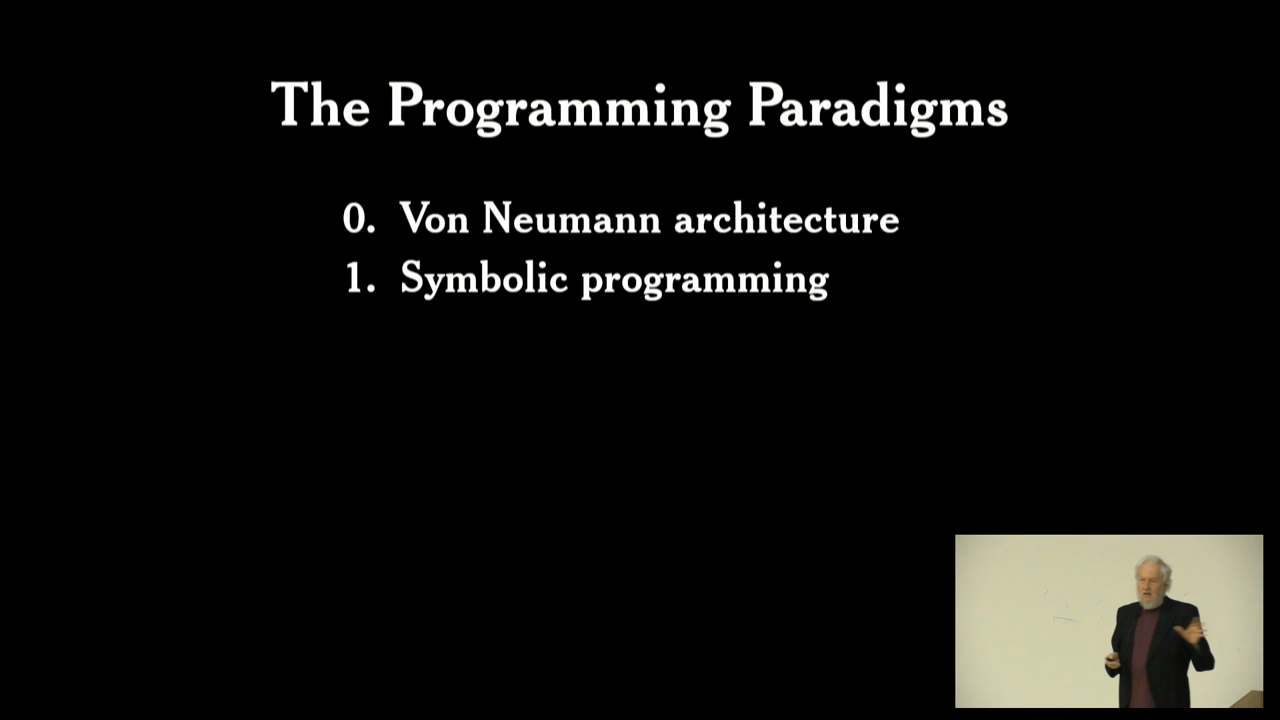 The Programming Paradigms
0. Von Neumann architecture
1. Symbolic programming